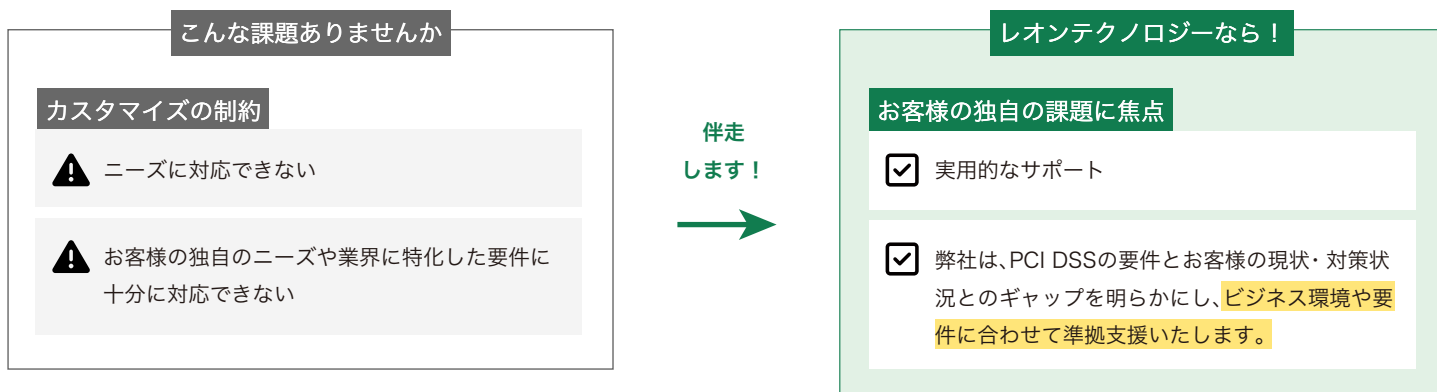 こんな課題ありませんか
カスタマイズの制約
ニーズに対応できない
お客様の独自のニーズや業界に特化した要件に
十分に対応できない
伴走
します！
レオンテクノロジーなら！
お客様の独自の課題に焦点
実用的なサポート
弊社は、PCI DSSの要件とお客様の現状・対策状
況とのギャップを明らかにし、ビジネス環境や要
件に合わせて準拠支援いたします。